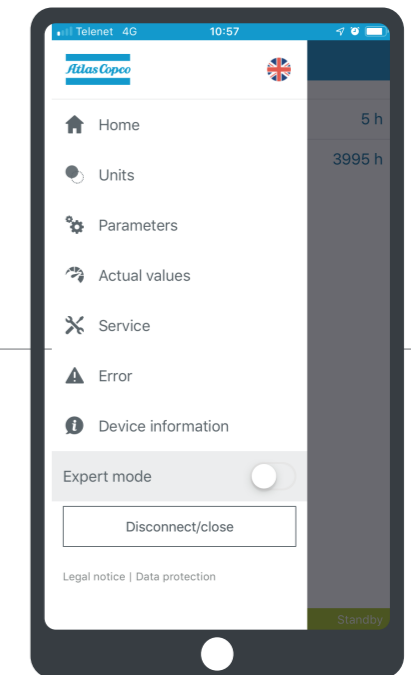 Telenet 4G 10:57
Atlas Copco
5 h
Home
3995 h
Units
Parameters
Actual values
Service
Error
Device information
Expert mode
Disconnect/close
Legal notice | Data protection
Standby